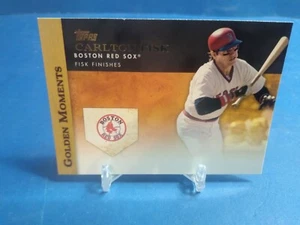 Topps
CARLTON FISK
BOSTON RED SOX®
FISK FINISHES
GOLDEN MOMENTS
BOSTON
RED SOX